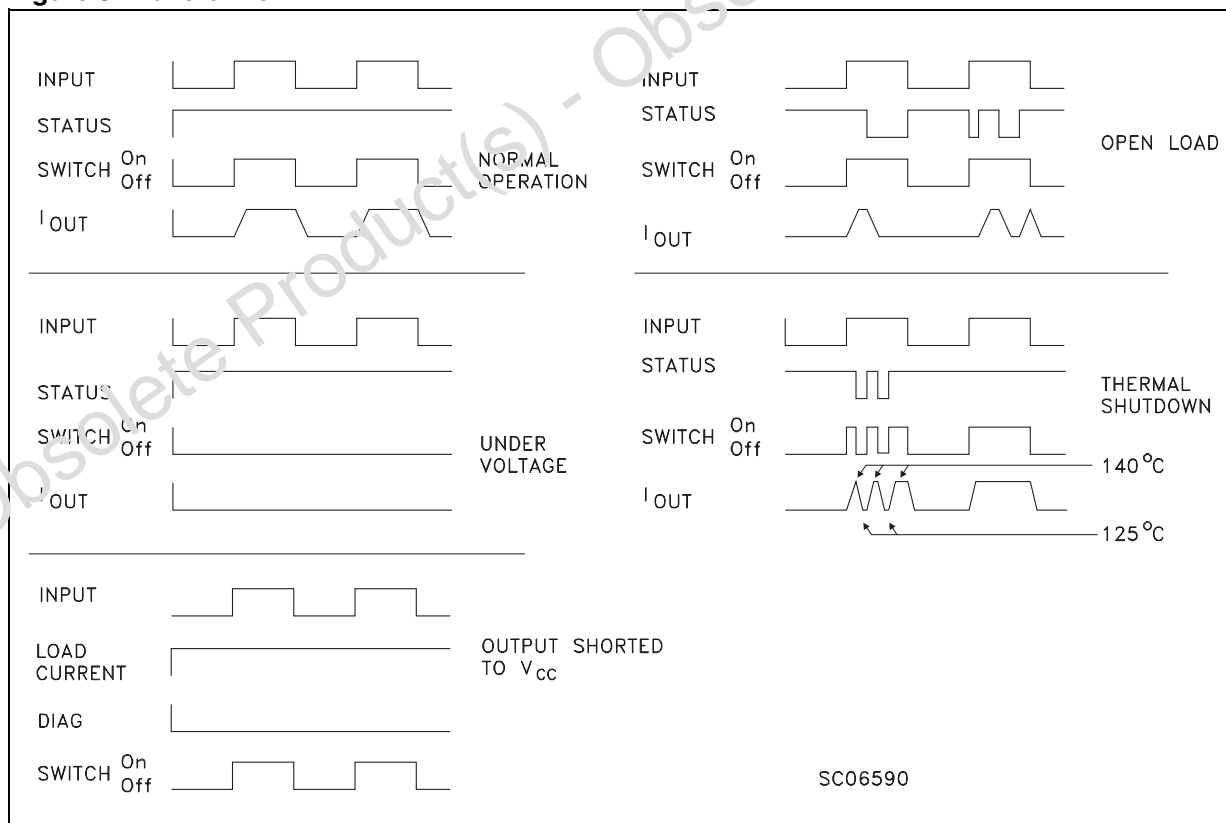 INPUT
STATUS
SWITCH On
Off
I OUT
NORMAL
OPERATION
INPUT
STATUS
SWITCH On
Off
I OUT
OPEN LOAD
INPUT
STATUS
SWITCH On
Off
I OUT
UNDER
VOLTAGE
INPUT
STATUS
SWITCH On
Off
I OUT
THERMAL
SHUTDOWN
140 °C
125 °C
INPUT
LOAD
CURRENT
DIAG
SWITCH On
Off
OUTPUT SHORTED
TO VCC
SC06590
Obsolete Product(s) -